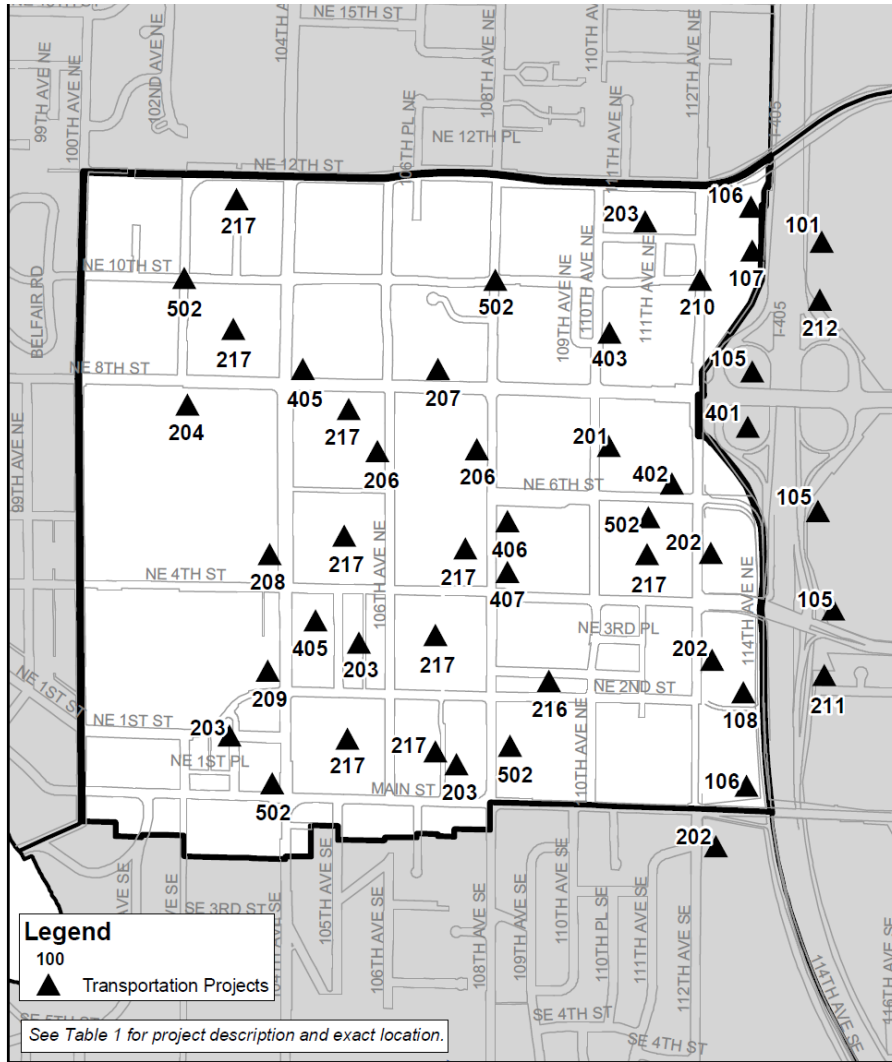 NE 15TH ST
99TH AVE NE
100TH AVE NE
102ND AVE NE
104TH AVE NE
106TH PL NE
108TH AVE NE
110TH AVE NE
112TH AVE NE
I-405
NE 12TH PL
NE 12TH ST
111TH AVE NE
217
203
106
101
107
NE 10TH ST
502
502
210
BELFAIR RD
109TH AVE NE
110TH AVE NE
111TH AVE NE
I-405
212
217
403
105
NE 8TH ST
405
207
204
217
201
401
99TH AVE NE
206
206
402
NE 6TH ST
105
406
502
202
217
217
217
106TH AVE NE
208
407
114TH AVE NE
NE 4TH ST
105
405
203
217
NE 3RD PL
202
NE 1ST ST
209
216
NE 2ND ST
108
211
NE 1ST ST
203
NE 1ST PL
217
217
203
502
10TH AVE NE
MAIN ST
502
106
202
SE 3RD ST
105TH AVE SE
106TH AVE SE
108TH AVE SE
109TH AVE SE
110TH AVE SE
110TH PL SE
111TH AVE SE
112TH AVE SE
114TH AVE SE
116TH AVE SE
SE 4TH ST
SE 4TH ST
Legend
100
Transportation Projects
See Table 1 for project description and exact location.